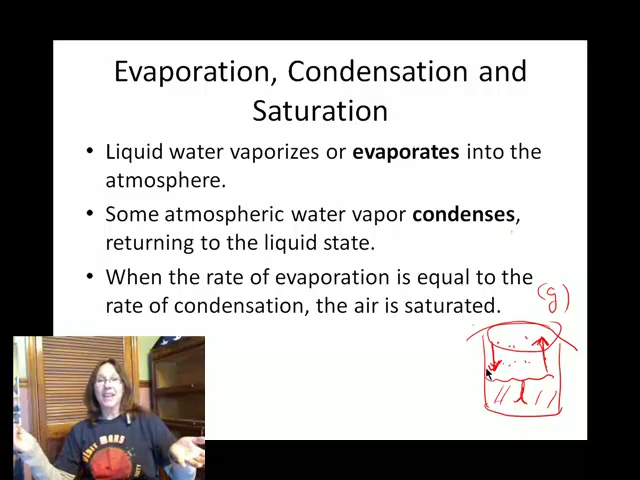 Evaporation, Condensation and
Saturation
• Liquid water vaporizes or evaporates into the
atmosphere.
• Some atmospheric water vapor condenses,
returning to the liquid state.
• When the rate of evaporation is equal to the
rate of condensation, the air is saturated.
(g)
l